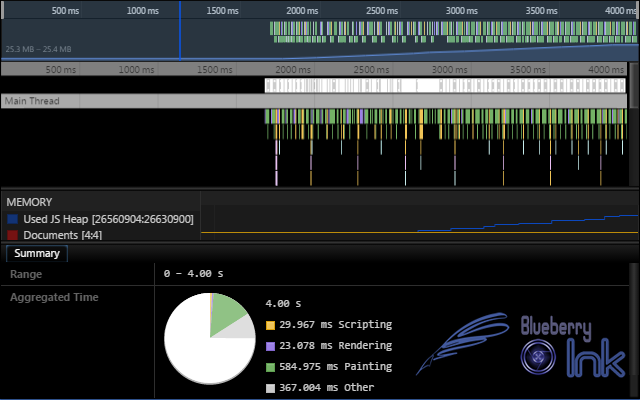 500 ms 1000 ms 1500 ms 2000 ms 2500 ms 3000 ms 3500 ms 4000 ms
25.3 MB – 25.4 MB
500 ms 1000 ms 1500 ms 2000 ms 2500 ms 3000 ms 3500 ms 4000 ms
Main Thread
MEMORY
Used JS Heap [26560904:26630900]
Documents [4:4]
Summary
Range 0 – 4.00 s
Aggregated Time
4.00 s
29.967 ms Scripting
23.078 ms Rendering
584.975 ms Painting
367.004 ms Other
Blueberry
Ink